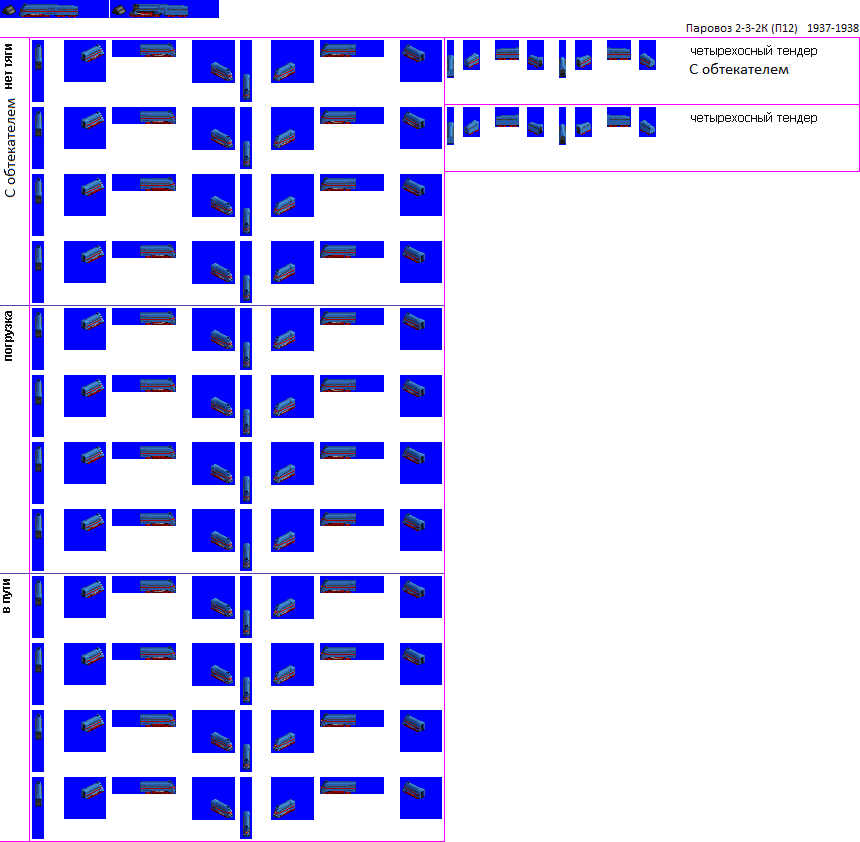 Паровоз 2-3-2К (П12) 1937-1938
нет тяги
С обтекателем
четырехосный тендер
С обтекателем
четырехосный тендер
погрузка
в пути